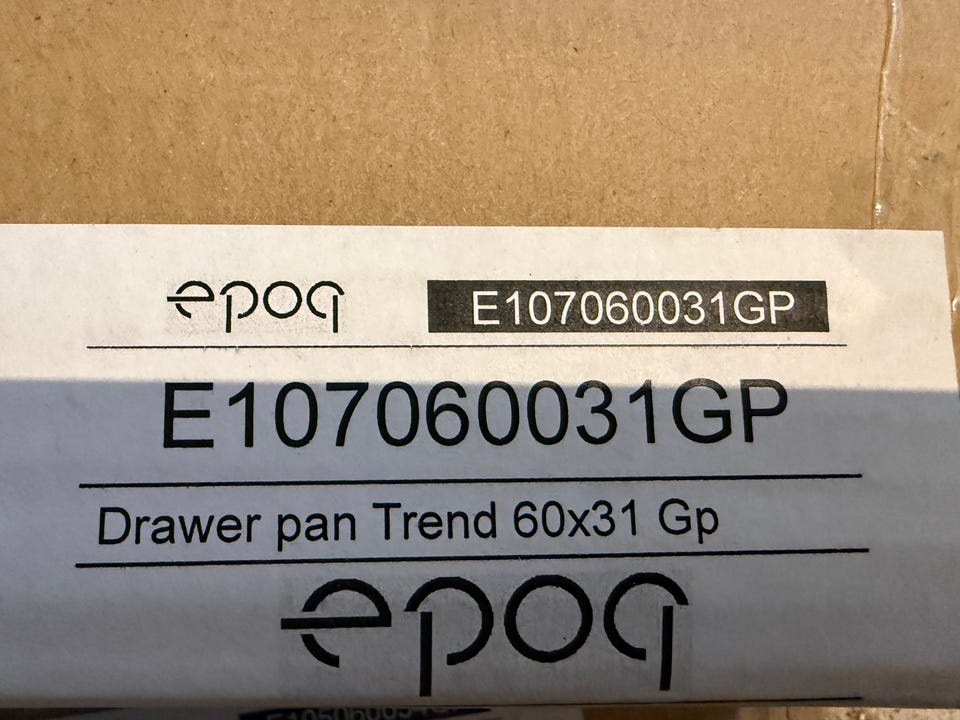 epoq E107060031GP
E107060031GP
Drawer pan Trend 60x31 Gp
epoq